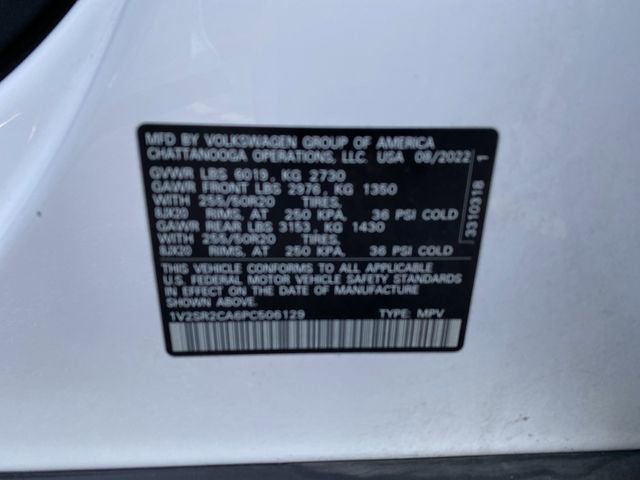 MFD BY VOLKSWAGEN GROUP OF AMERICA
CHATTANOOGA OPERATIONS, LLC. USA 08/2022
GVWR LBS 6019, KG 2730
GAWR FRONT LBS 2976, KG 1350
WITH 255/50R20 TIRES,
8JX20 RIMS, AT 250 KPA, 36 PSI COLD
GAWR REAR LBS 3153, KG 1430
WITH 255/50R20 TIRES,
8JX20 RIMS, AT 250 KPA, 36 PSI COLD
THIS VEHICLE CONFORMS TO ALL APPLICABLE
U.S. FEDERAL MOTOR VEHICLE SAFETY STANDARDS
IN EFFECT ON THE DATE OF MANUFACTURE
SHOWN ABOVE.
1V2SR2CA6PC506129 TYPE: MPV
3310318 1